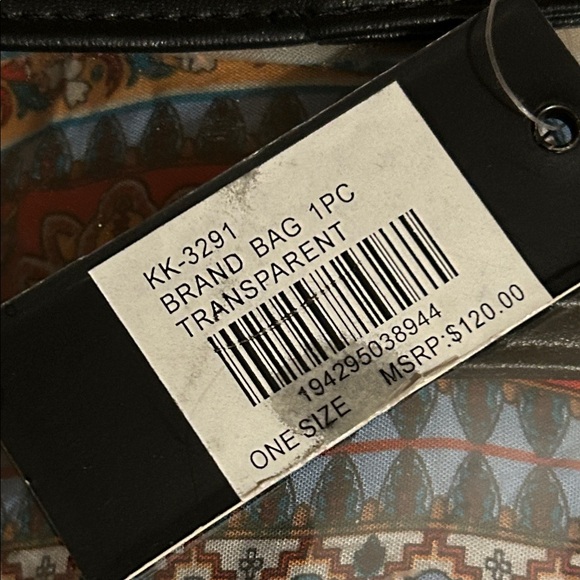 KK-3291
BRAND BAG 1PC
TRANSPARENT
194295038944
ONE SIZE MSRP:$120.00